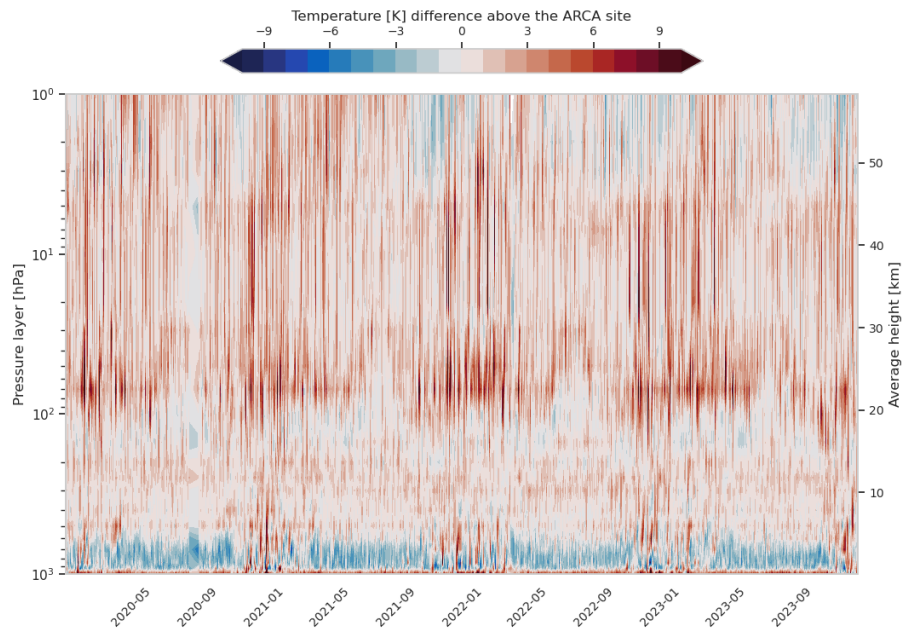 Temperature [K] difference above the ARCA site
−9 −6 −3 0 3 6 9
Pressure layer [hPa]
10⁰
10¹
10²
10³
50
40
30
20
10
Average height [km]
2020-05 2020-09 2021-01 2021-05 2021-09 2022-01 2022-05 2022-09 2023-01 2023-09